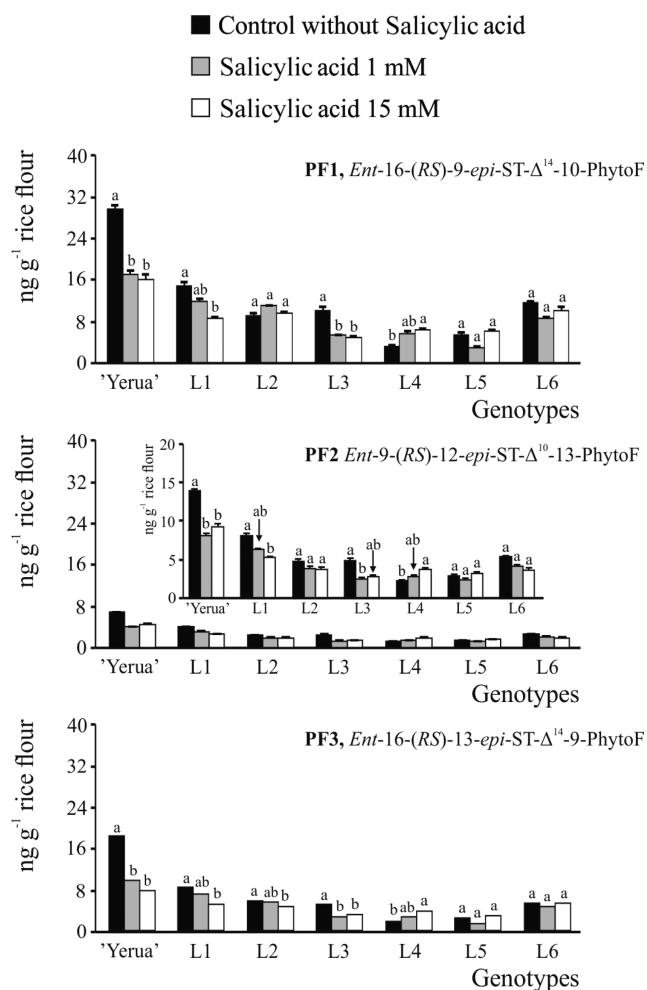 Control without Salicylic acid
Salicylic acid 1 mM
Salicylic acid 15 mM
PF1, Ent-16-(RS)-9-epi-ST-Δ¹⁴-10-PhytoF
ng g⁻¹ rice flour
40
32
24
16
8
0
a b b
a ab b
a a a
a b b
b ab a
a a a
a a a
'Yerua' L1 L2 L3 L4 L5 L6
Genotypes
PF2 Ent-9-(RS)-12-epi-ST-Δ¹⁰-13-PhytoF
ng g⁻¹ rice flour
40
32
24
16
8
0
ng g⁻¹ rice flour
20
15
10
5
0
a b b
a ab b
a a a
a b ab
b ab a
a a a
a a a
'Yerua' L1 L2 L3 L4 L5 L6
'Yerua' L1 L2 L3 L4 L5 L6
Genotypes
PF3, Ent-16-(RS)-13-epi-ST-Δ¹⁴-9-PhytoF
ng g⁻¹ rice flour
40
32
24
16
8
0
a b b
a ab b
a ab b
a b b
b ab a
a a a
a a a
'Yerua' L1 L2 L3 L4 L5 L6
Genotypes